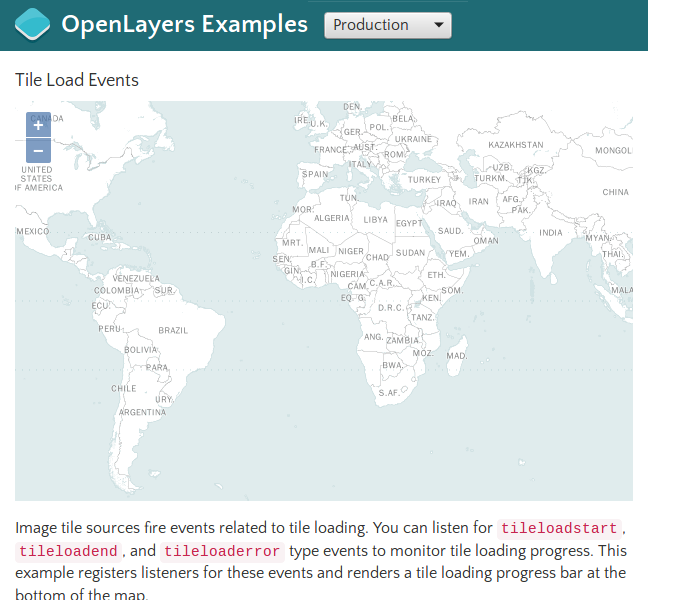 OpenLayers Examples
Production
Tile Load Events
CANADA
+
−
UNITED
STATES
OF AMERICA
MEXICO
CUBA
VENEZUELA
COLOMBIA
SUR.
ECU.
PERU
BRAZIL
BOLIVIA
PARA.
CHILE
URY.
ARGENTINA
DEN.
IRE.
U.K.
BELA.
POL.
GER.
UKRAINE
FRANCE
AUST.
ROM.
ITALY
SPAIN
TURKEY
KAZAKHSTAN
MONGOL
UZB.
KGZ.
TURKM.
TJK.
CHINA
TUN.
MOR.
ALGERIA
LIBYA
EGYPT
IRAQ
IRAN
AFG.
PAK.
SAUD.
OMAN
INDIA
MYAN.
THAI.
MRT.
MALI
NIGER
CHAD
SUDAN
YEM.
SEN.
GIN.
B.F.
I.C.
NIGERIA
CAM.
C.A.R.
ETH.
SOM.
EQ. G.
D.R.C.
KEN.
MALA
TANZ.
ANG.
ZAMBIA
MOZ.
MAD.
BWA.
S.AF.
Image tile sources fire events related to tile loading. You can listen for tileloadstart ,
tileloadend , and tileloaderror type events to monitor tile loading progress. This
example registers listeners for these events and renders a tile loading progress bar at the
bottom of the map.